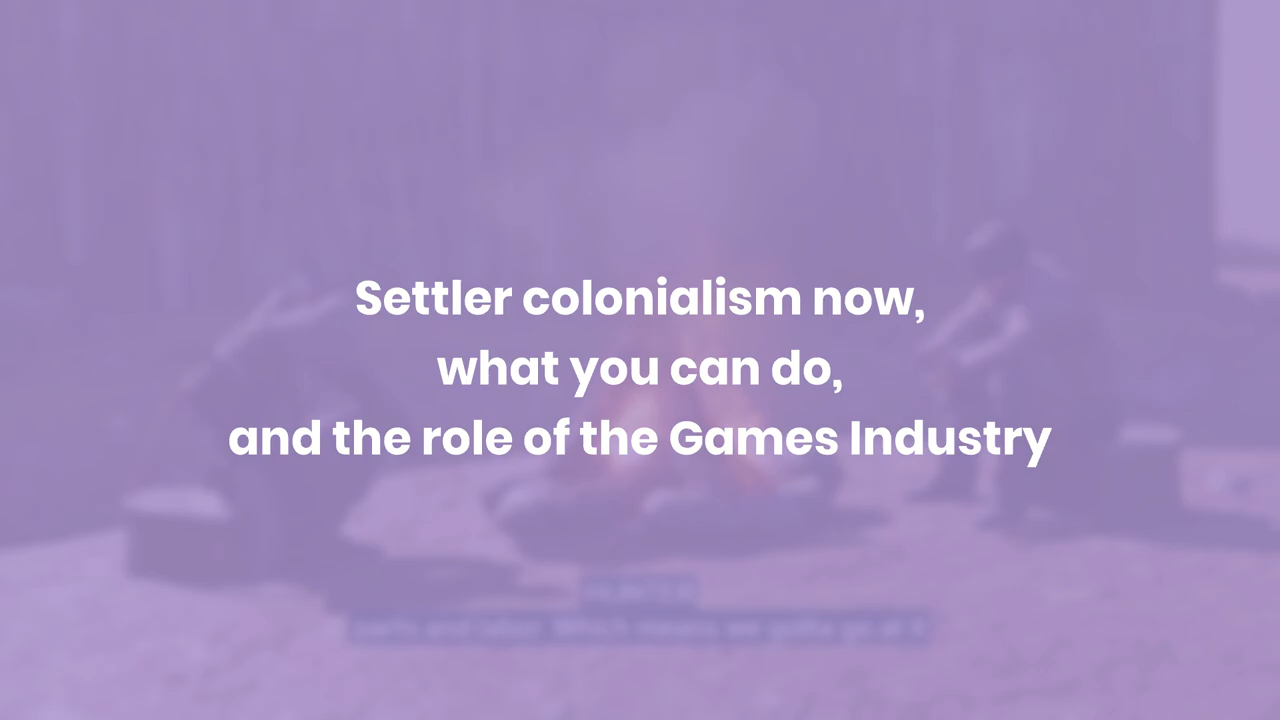 Settler colonialism now,
what you can do,
and the role of the Games Industry